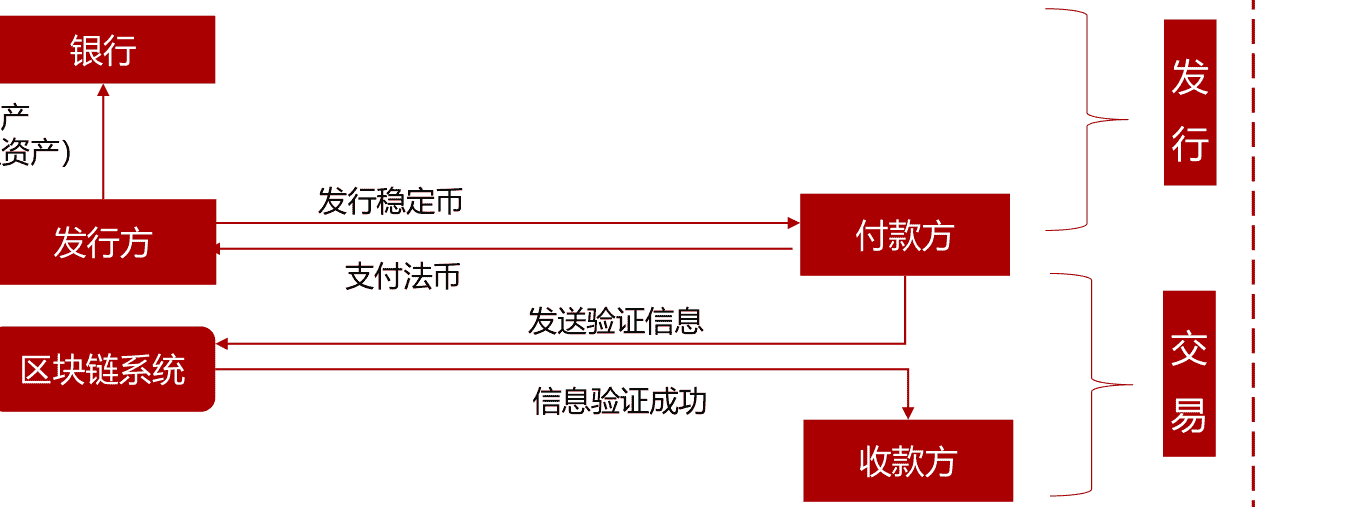 银行
发
行
产
资产）
发行稳定币
发行方
付款方
支付法币
发送验证信息
区块链系统
信息验证成功
收款方
交
易